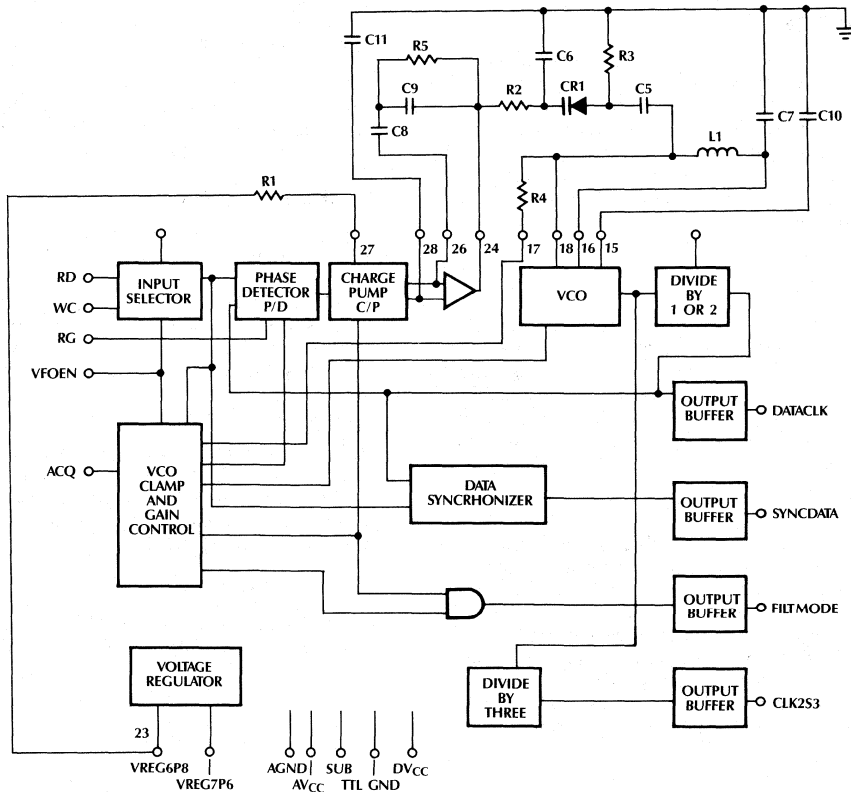 C11
R5
C6
R3
C9
R2
CR1
C5
C8
C7
C10
L1
R1
R4
27
28
26
24
17
18
16
15
RD
WC
RG
VFOEN
ACQ
INPUT
SELECTOR
PHASE
DETECTOR
P/D
CHARGE
PUMP
C/P
VCO
DIVIDE
BY
1 OR 2
VCO
CLAMP
AND
GAIN
CONTROL
DATA
SYNCRHONIZER
OUTPUT
BUFFER
DATACLK
OUTPUT
BUFFER
SYNCDATA
OUTPUT
BUFFER
FILTMODE
DIVIDE
BY
THREE
OUTPUT
BUFFER
CLK2S3
VOLTAGE
REGULATOR
23
VREG6P8
VREG7P6
AGND
AVCC
SUB
TTL GND
DVCC